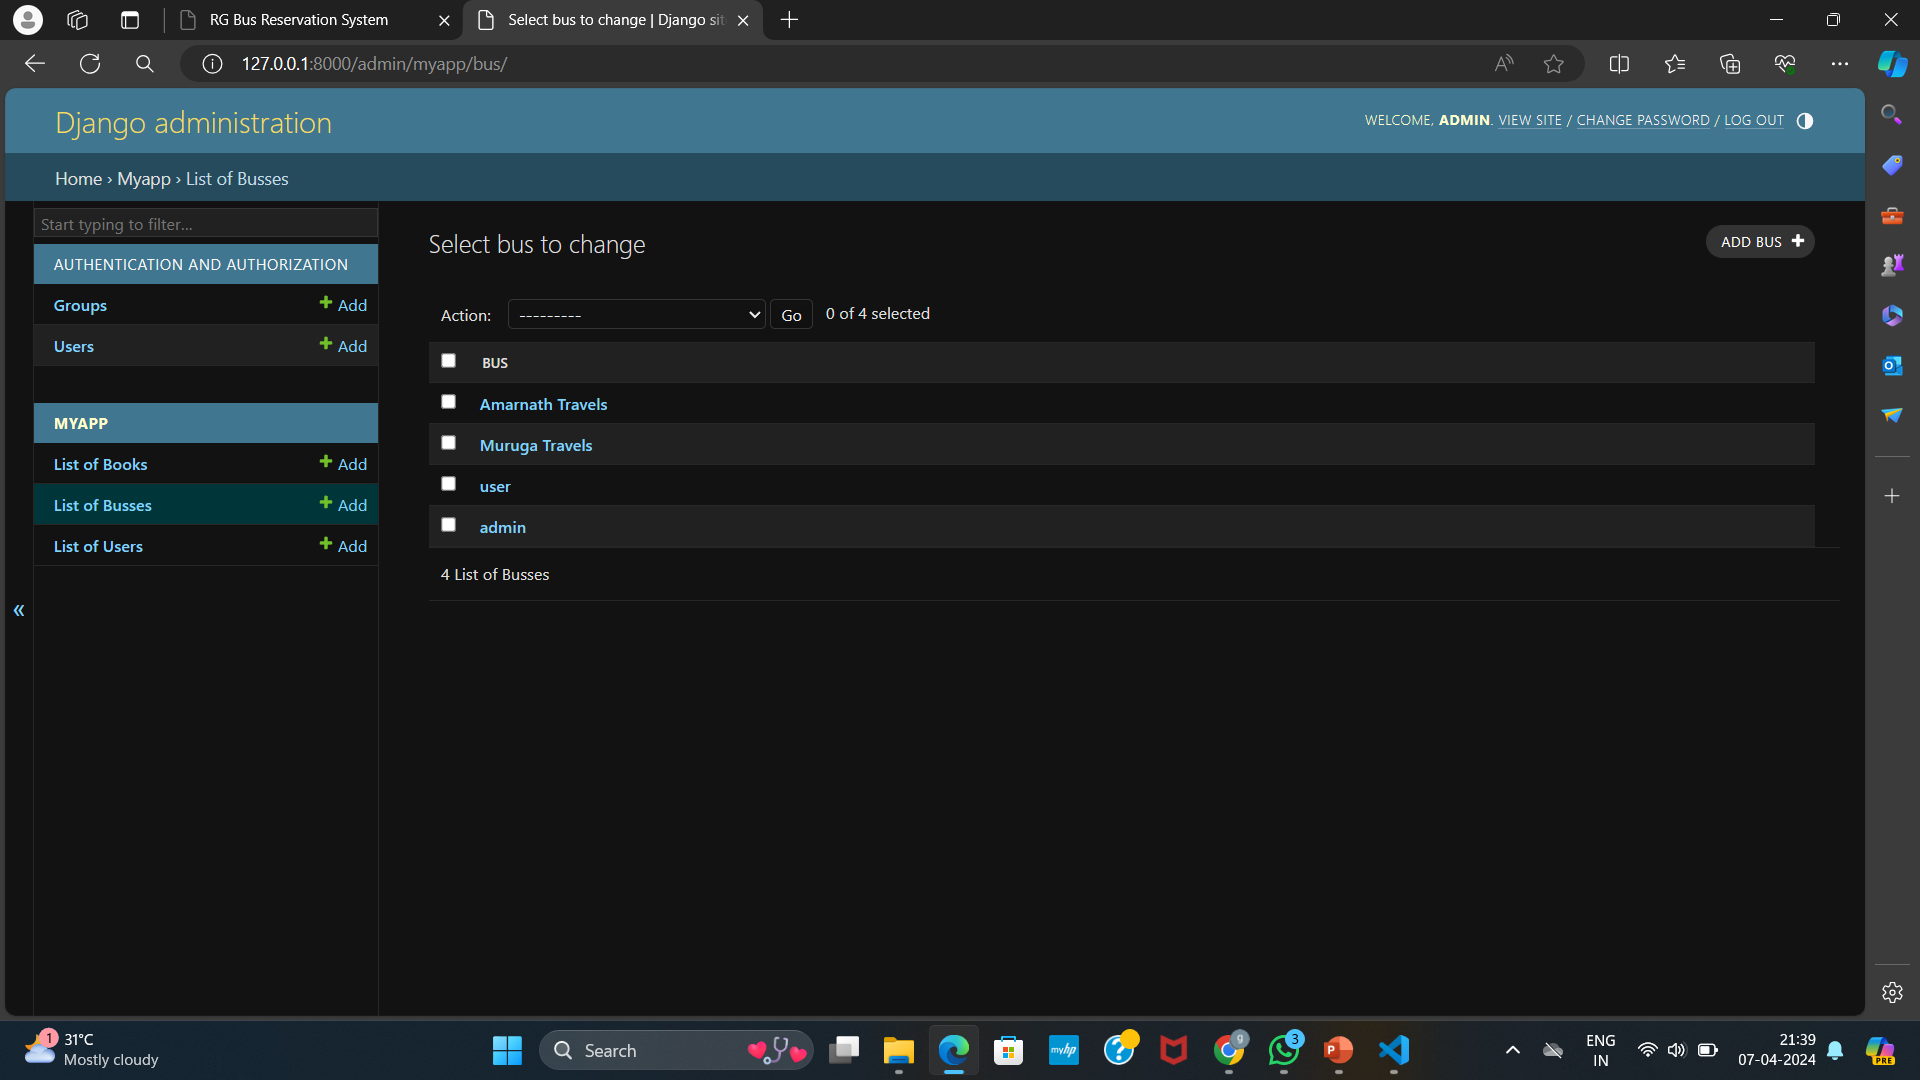 RG Bus Reservation System
Select bus to change | Django sit
127.0.0.1:8000/admin/myapp/bus/
Django administration
WELCOME, ADMIN. VIEW SITE / CHANGE PASSWORD / LOG OUT
Home › Myapp › List of Busses
Start typing to filter...
AUTHENTICATION AND AUTHORIZATION
Groups + Add
Users + Add
MYAPP
List of Books + Add
List of Busses + Add
List of Users + Add
«
Select bus to change
ADD BUS +
Action: --------- Go 0 of 4 selected
BUS
Amarnath Travels
Muruga Travels
user
admin
4 List of Busses
1
31°C
Mostly cloudy
Search
myhp
?
g
3
P
PRE
ENG
IN
21:39
07-04-2024